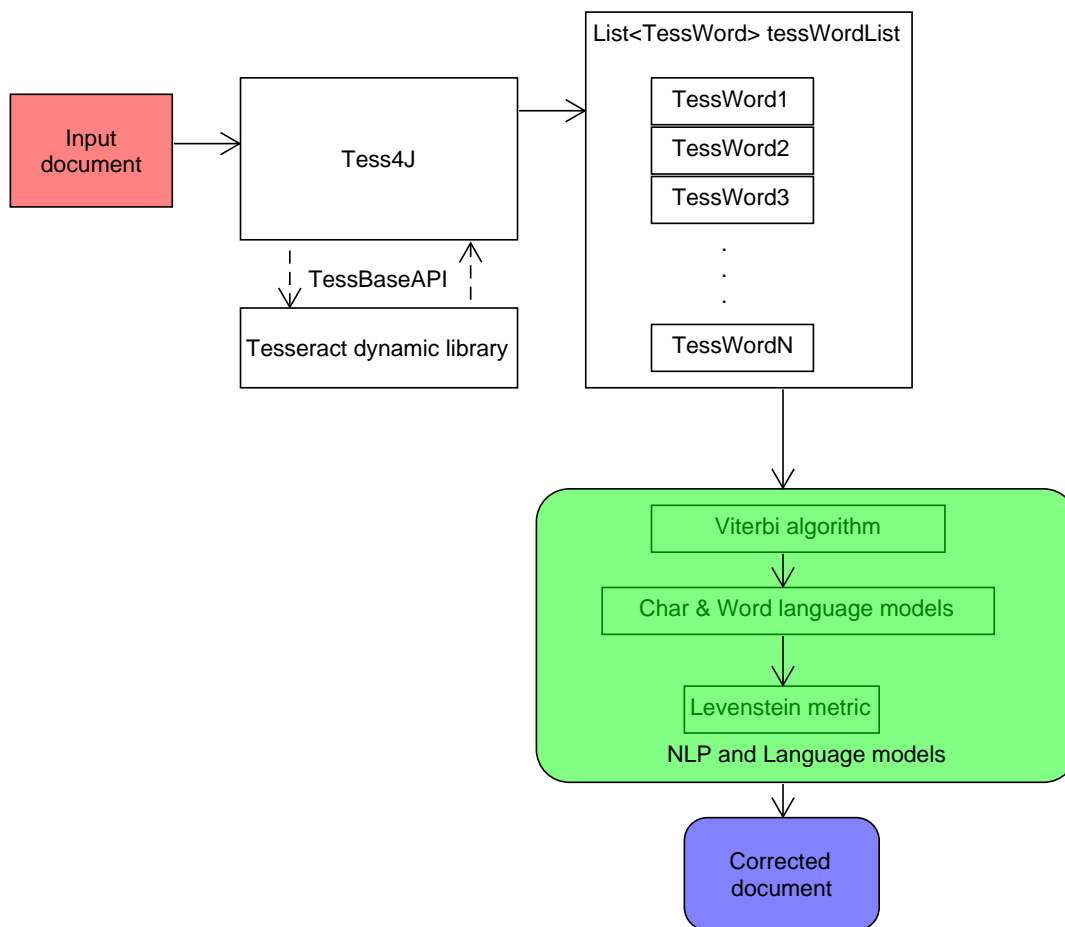 List<TessWord> tessWordList
Input
document
Tess4J
TessWord1
TessWord2
TessWord3
.
.
.
TessWordN
TessBaseAPI
Tesseract dynamic library
Viterbi algorithm
Char & Word language models
Levenstein metric
NLP and Language models
Corrected
document